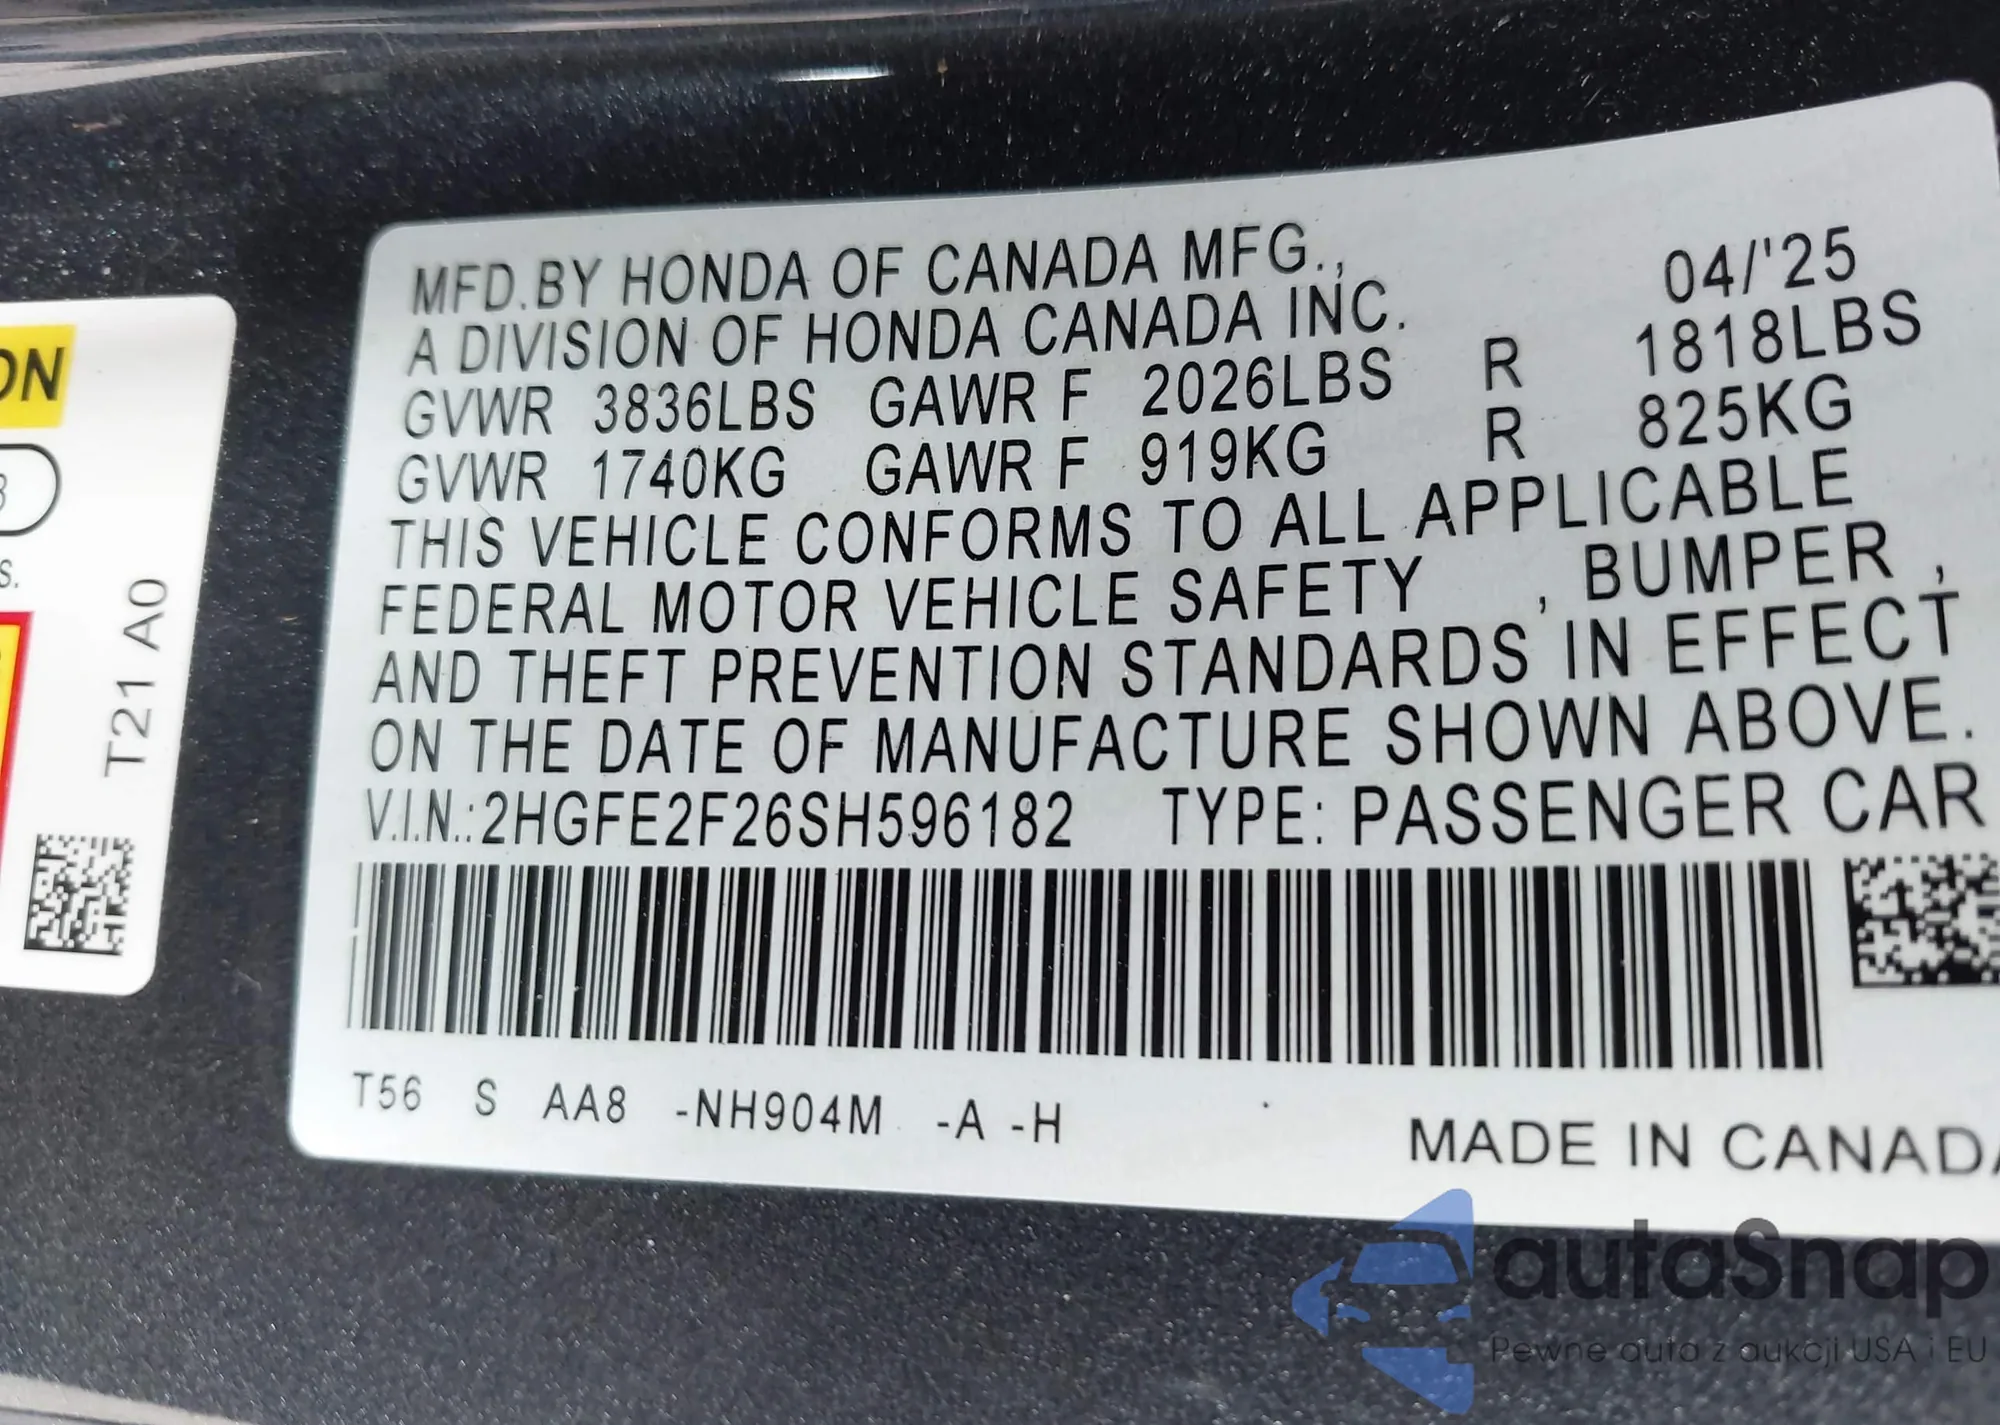 ON
3
S.
T21 A0
MFD.BY HONDA OF CANADA MFG., 04/'25
A DIVISION OF HONDA CANADA INC.
GVWR 3836LBS GAWR F 2026LBS R 1818LBS
GVWR 1740KG GAWR F 919KG R 825KG
THIS VEHICLE CONFORMS TO ALL APPLICABLE
FEDERAL MOTOR VEHICLE SAFETY , BUMPER ,
AND THEFT PREVENTION STANDARDS IN EFFECT
ON THE DATE OF MANUFACTURE SHOWN ABOVE.
V.I.N.:2HGFE2F26SH596182 TYPE: PASSENGER CAR
T56 S AA8 -NH904M -A -H
MADE IN CANADA
autaSnap
Pewne auta z aukcji USA i EU